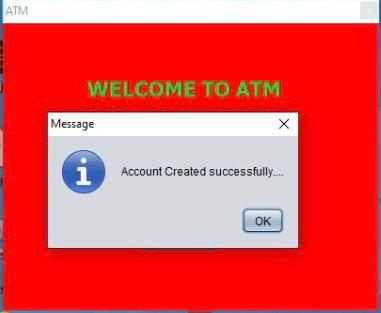 ATM
WELCOME TO ATM
Message
Account Created successfully....
OK